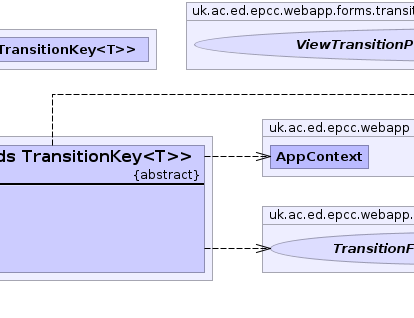 uk.ac.ed.epcc.webapp.forms.transit
TransitionKey<T>>
ViewTransitionP
uk.ac.ed.epcc.webapp
ds TransitionKey<T>>
AppContext
{abstract}
uk.ac.ed.epcc.webapp.
TransitionF